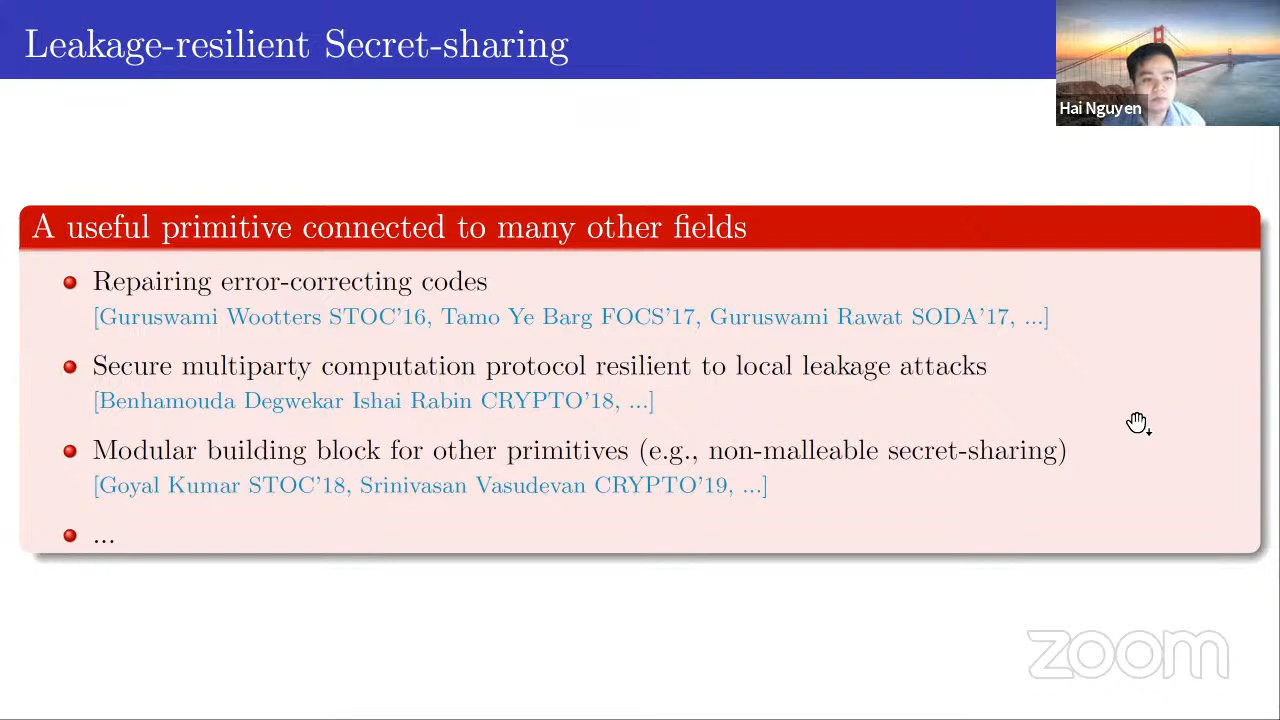 Leakage-resilient Secret-sharing
Hai Nguyen
A useful primitive connected to many other fields
Repairing error-correcting codes
[Guruswami Wootters STOC'16, Tamo Ye Barg FOCS'17, Guruswami Rawat SODA'17, ...]
Secure multiparty computation protocol resilient to local leakage attacks
[Benhamouda Degwekar Ishai Rabin CRYPTO'18, ...]
Modular building block for other primitives (e.g., non-malleable secret-sharing)
[Goyal Kumar STOC'18, Srinivasan Vasudevan CRYPTO'19, ...]
...
zoom